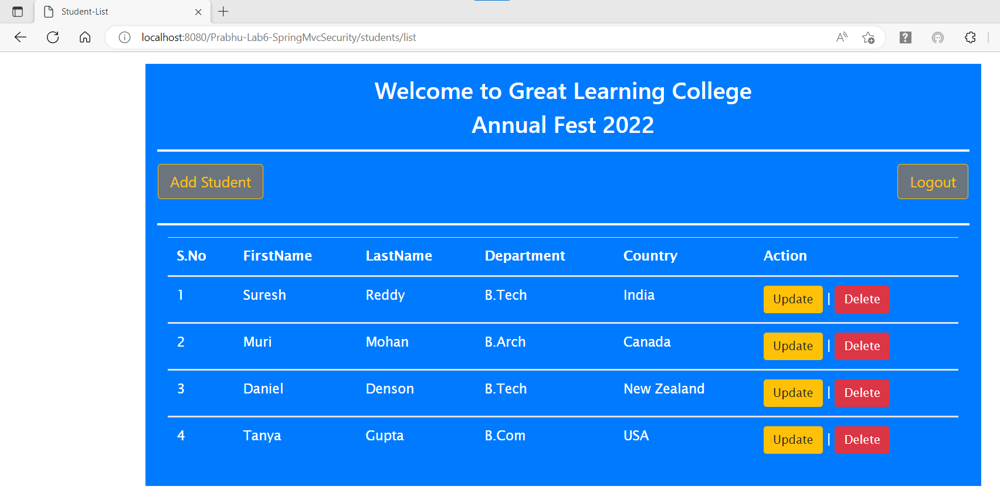 Student-List
localhost:8080/Prabhu-Lab6-SpringMvcSecurity/students/list
Welcome to Great Learning College
Annual Fest 2022
Add Student Logout
S.No FirstName LastName Department Country Action
1 Suresh Reddy B.Tech India Update | Delete
2 Muri Mohan B.Arch Canada Update | Delete
3 Daniel Denson B.Tech New Zealand Update | Delete
4 Tanya Gupta B.Com USA Update | Delete